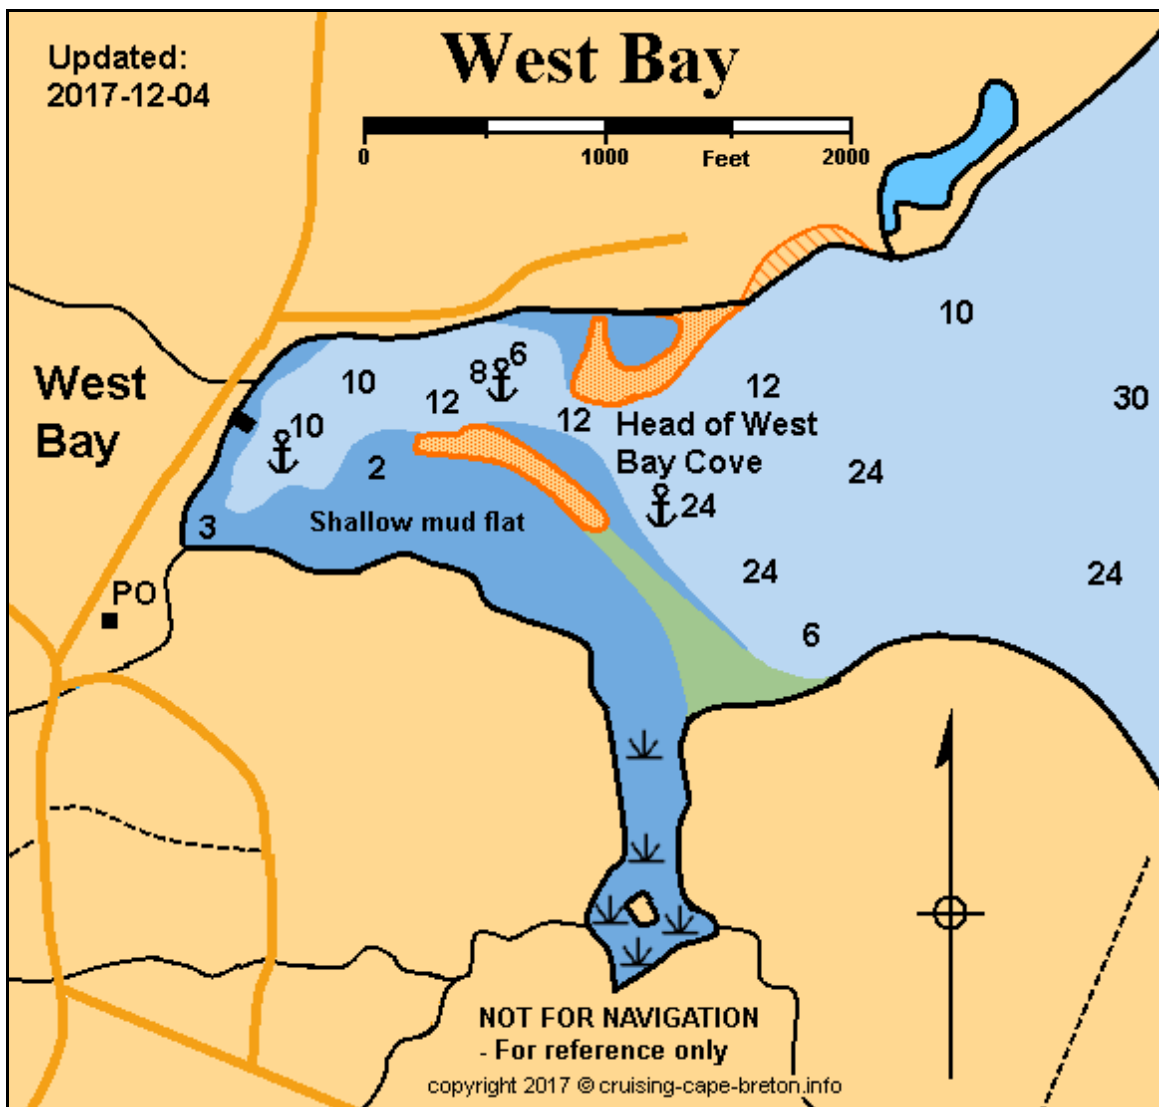 Updated:
2017-12-04
West Bay
0 1000 Feet 2000
10
West
Bay
10
8
6
12
12
12
30
10
Head of West
Bay Cove
2
24
24
3
Shallow mud flat
24
24
6
PO
NOT FOR NAVIGATION
- For reference only
copyright 2017 © cruising-cape-breton.info